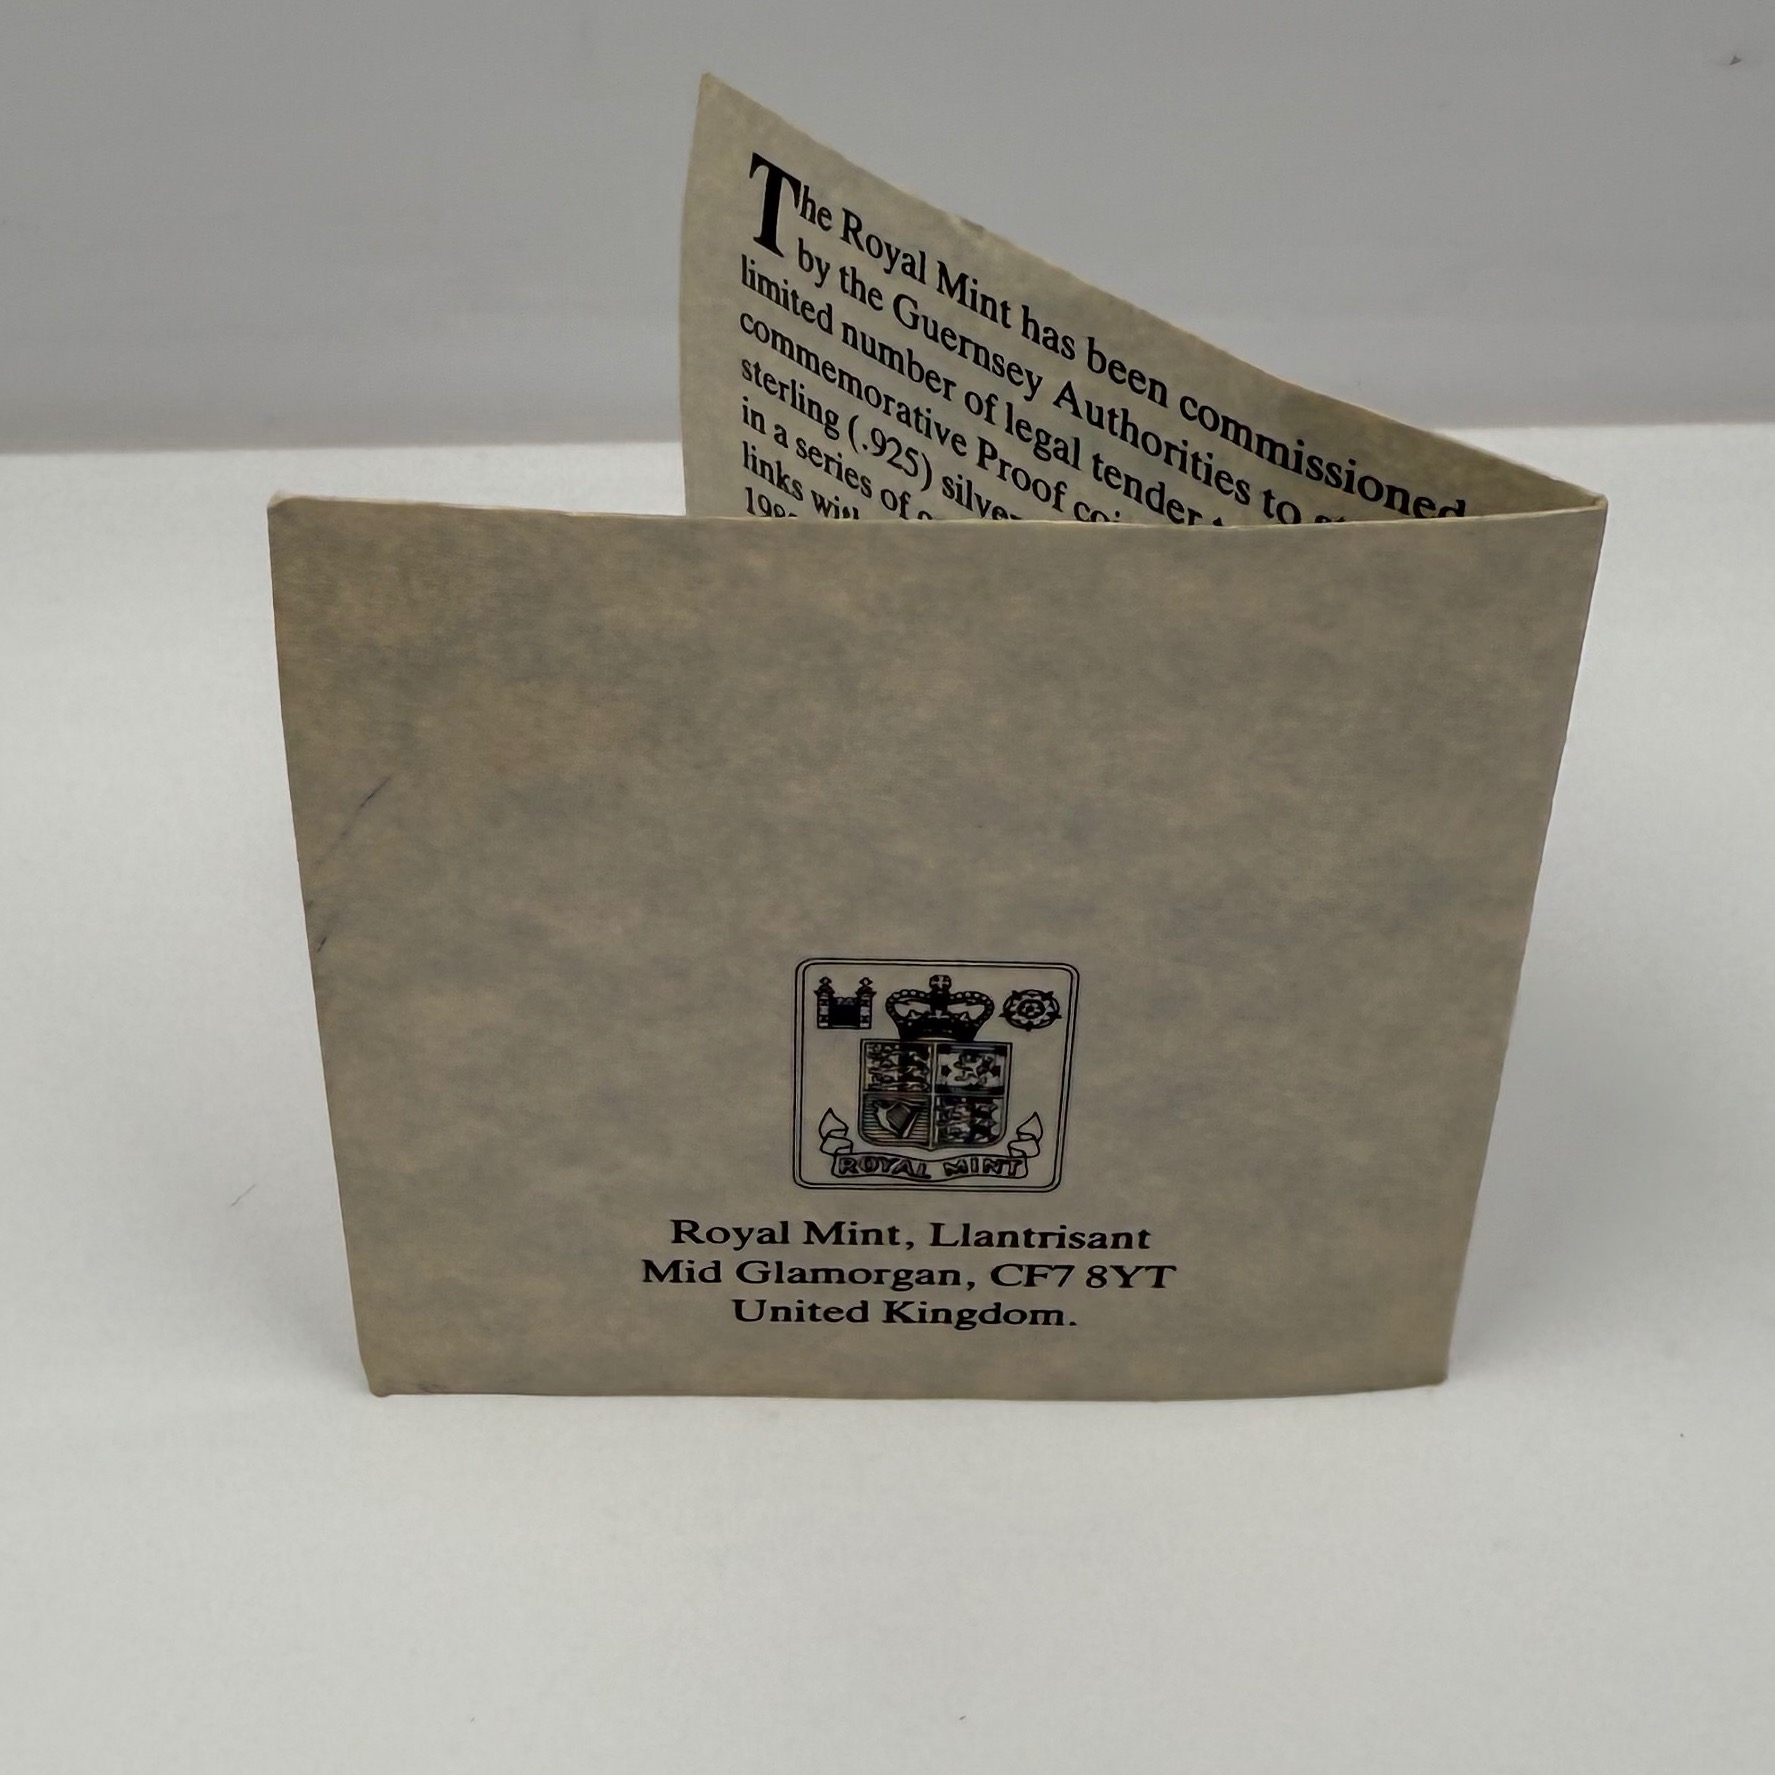 The Royal Mint has been commissioned
by the Guernsey Authorities to
limited number of legal tender
commemorative Proof
sterling (.925)
in a series of
links
ROYAL MINT
Royal Mint, Llantrisant
Mid Glamorgan, CF7 8YT
United Kingdom.